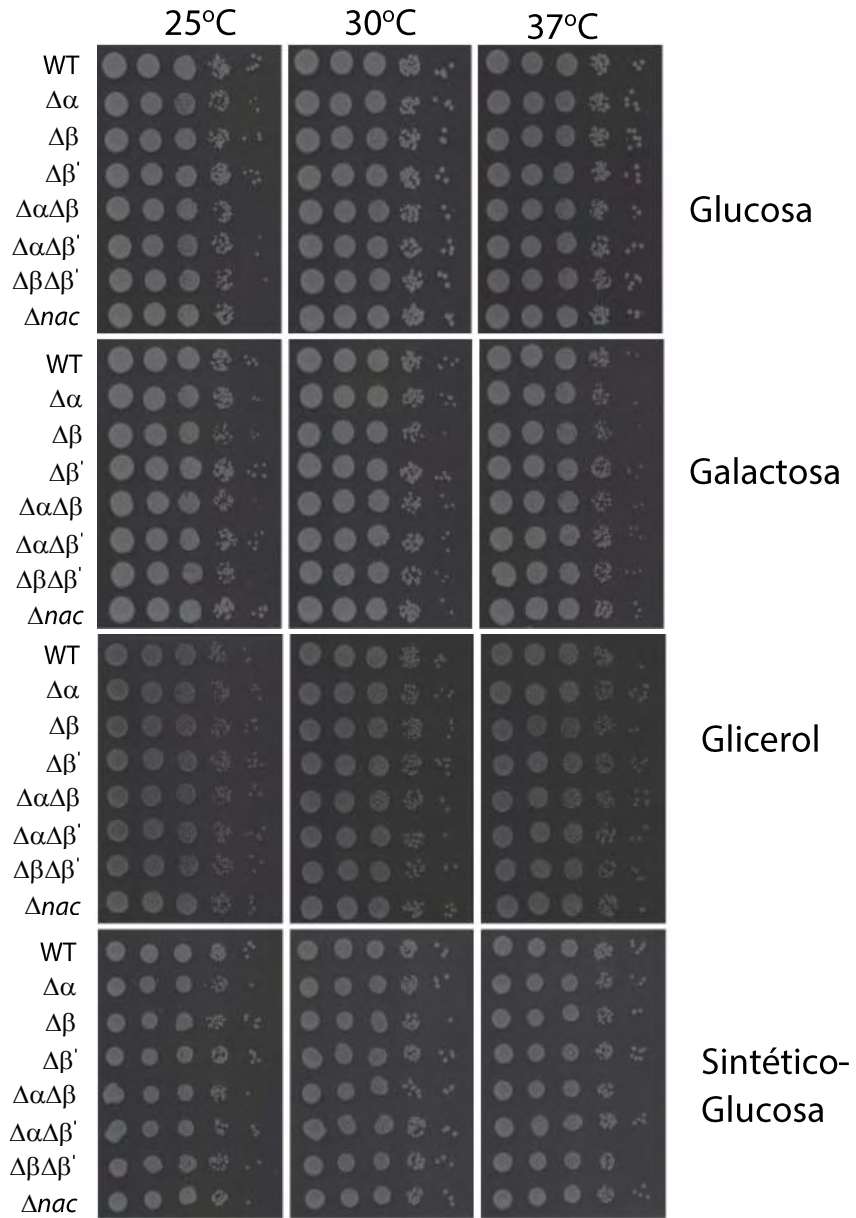 25ºC 30ºC 37ºC
WT
Δα
Δβ
Δβ'
ΔαΔβ
ΔαΔβ'
ΔβΔβ'
Δnac
Glucosa
WT
Δα
Δβ
Δβ'
ΔαΔβ
ΔαΔβ'
ΔβΔβ'
Δnac
Galactosa
WT
Δα
Δβ
Δβ'
ΔαΔβ
ΔαΔβ'
ΔβΔβ'
Δnac
Glicerol
WT
Δα
Δβ
Δβ'
ΔαΔβ
ΔαΔβ'
ΔβΔβ'
Δnac
Sintético-
Glucosa